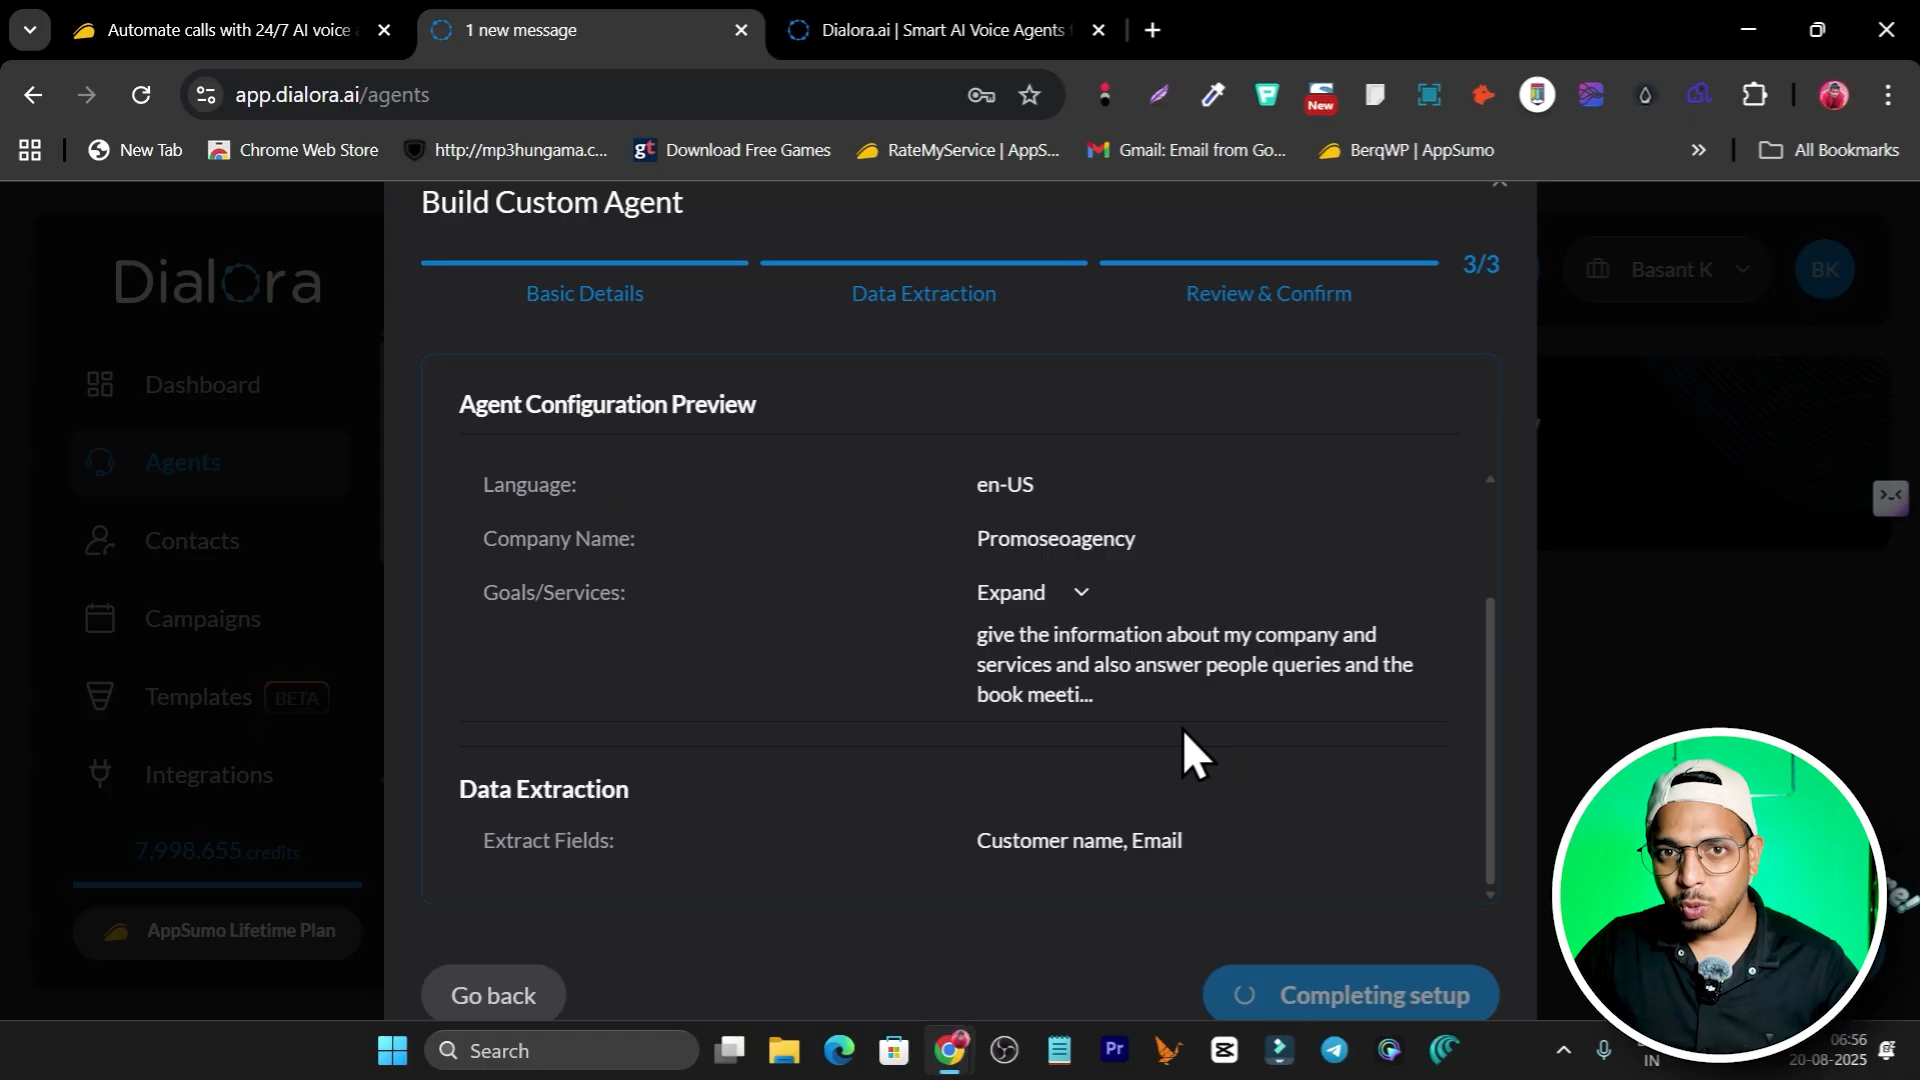 Automate calls with 24/7 AI voice
1 new message
Dialora.ai | Smart AI Voice Agents
app.dialora.ai/agents
New
New Tab
Chrome Web Store
http://mp3hungama.c...
gt
Download Free Games
RateMyService | AppS...
Gmail: Email from Go...
BerqWP | AppSumo
All Bookmarks
Build Custom Agent
Dialora
3/3
Basic Details
Data Extraction
Review & Confirm
Basant K
BK
Dashboard
Agents
Contacts
Campaigns
Templates
BETA
Integrations
7,998.655 credits
AppSumo Lifetime Plan
Agent Configuration Preview
Language:
en-US
Company Name:
Promoseoagency
Goals/Services:
Expand
give the information about my company and
services and also answer people queries and the
book meeti...
Data Extraction
Extract Fields:
Customer name, Email
Go back
Completing setup
Search
Pr
IN
06:56
20-08-2025